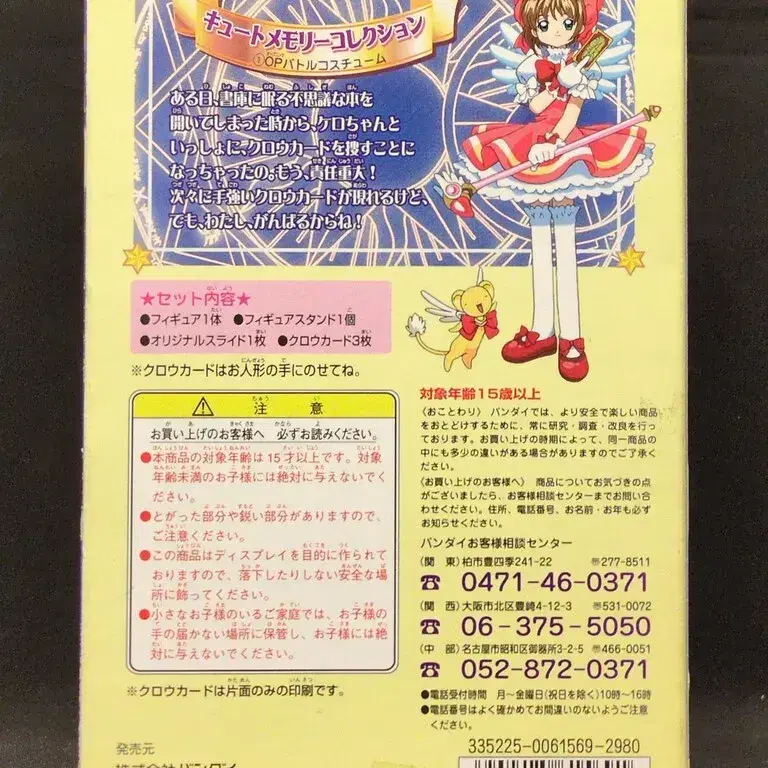 キュートメモリーコレクション
①OPバトルコスチューム
ある日、書庫に眠る不思議な本を
開いてしまった時から、ケロちゃんと
いっしょに、クロウカードを捜すことに
なっちゃったの。もう、責任重大!
次々に手強いクロウカードが現れるけど、
でも、わたし、がんばるからね!
★セット内容★
●フィギュア1体 ●フィギュアスタンド1個
●オリジナルスライド1枚 ●クロウカード3枚
※クロウカードはお人形の手にのせてね。
注意
お買い上げのお客様へ 必ずお読みください。
●本商品の対象年齢は15才以上です。対象
年齢未満のお子様には絶対に与えないでく
ださい。
●とがった部分や鋭い部分がありますので、
ご注意ください。
●この商品はディスプレイを目的に作られて
おりますので、落下したりしない安全な場
所に飾ってください。
●小さなお子様のいるご家庭では、お子様の
手の届かない場所に保管し、お子様には絶
対に与えないでください。
※クロウカードは片面のみの印刷です。
発売元
株式会社バンダイ
対象年齢15歳以上
〈おことわり〉 バンダイでは、より安全で楽しい商品
をおとどけするために、常に研究・調査・改良を行っ
ております。お買い上げの時期によって、同一商品の
中にも多少の違いがある場合がありますのでご了承く
ださい。
〈お買い上げのお客様へ〉 商品についてお気づきの点
がございましたら、お客様相談センターまでお問い合
わせください。住所、電話番号、お名前・お年も必ず
お知らせください。
バンダイお客様相談センター
(関 東)柏市豊四季241-22 〠277-8511
☎ 0471-46-0371
(関 西)大阪市北区豊崎4-12-3 〠531-0072
☎ 06-375-5050
(中 部)名古屋市昭和区御器所3-2-5 〠466-0051
☎ 052-872-0371
●電話受付時間 月〜金曜日(祝日を除く)10時〜16時
●電話番号はよく確かめてお間違いのないようご注意
ください。
335225-0061569-2980